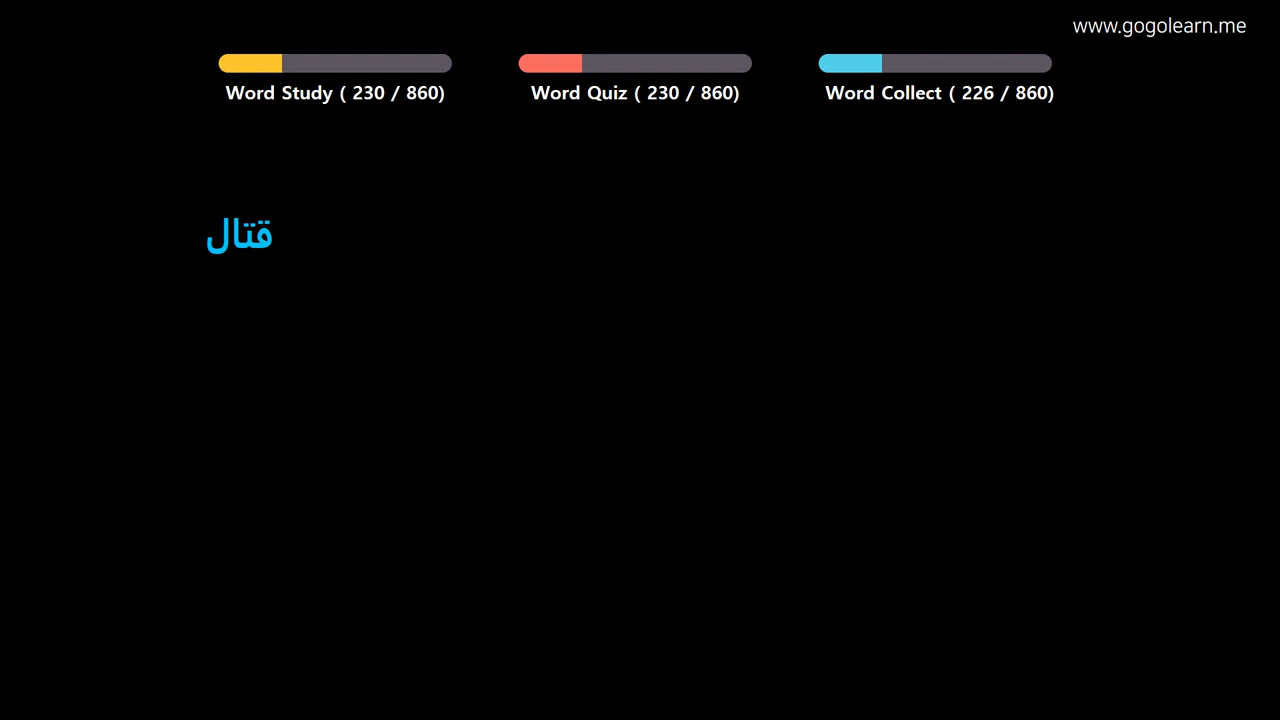 www.gogolearn.me
Word Study ( 230 / 860)
Word Quiz ( 230 / 860)
Word Collect ( 226 / 860)
قتال